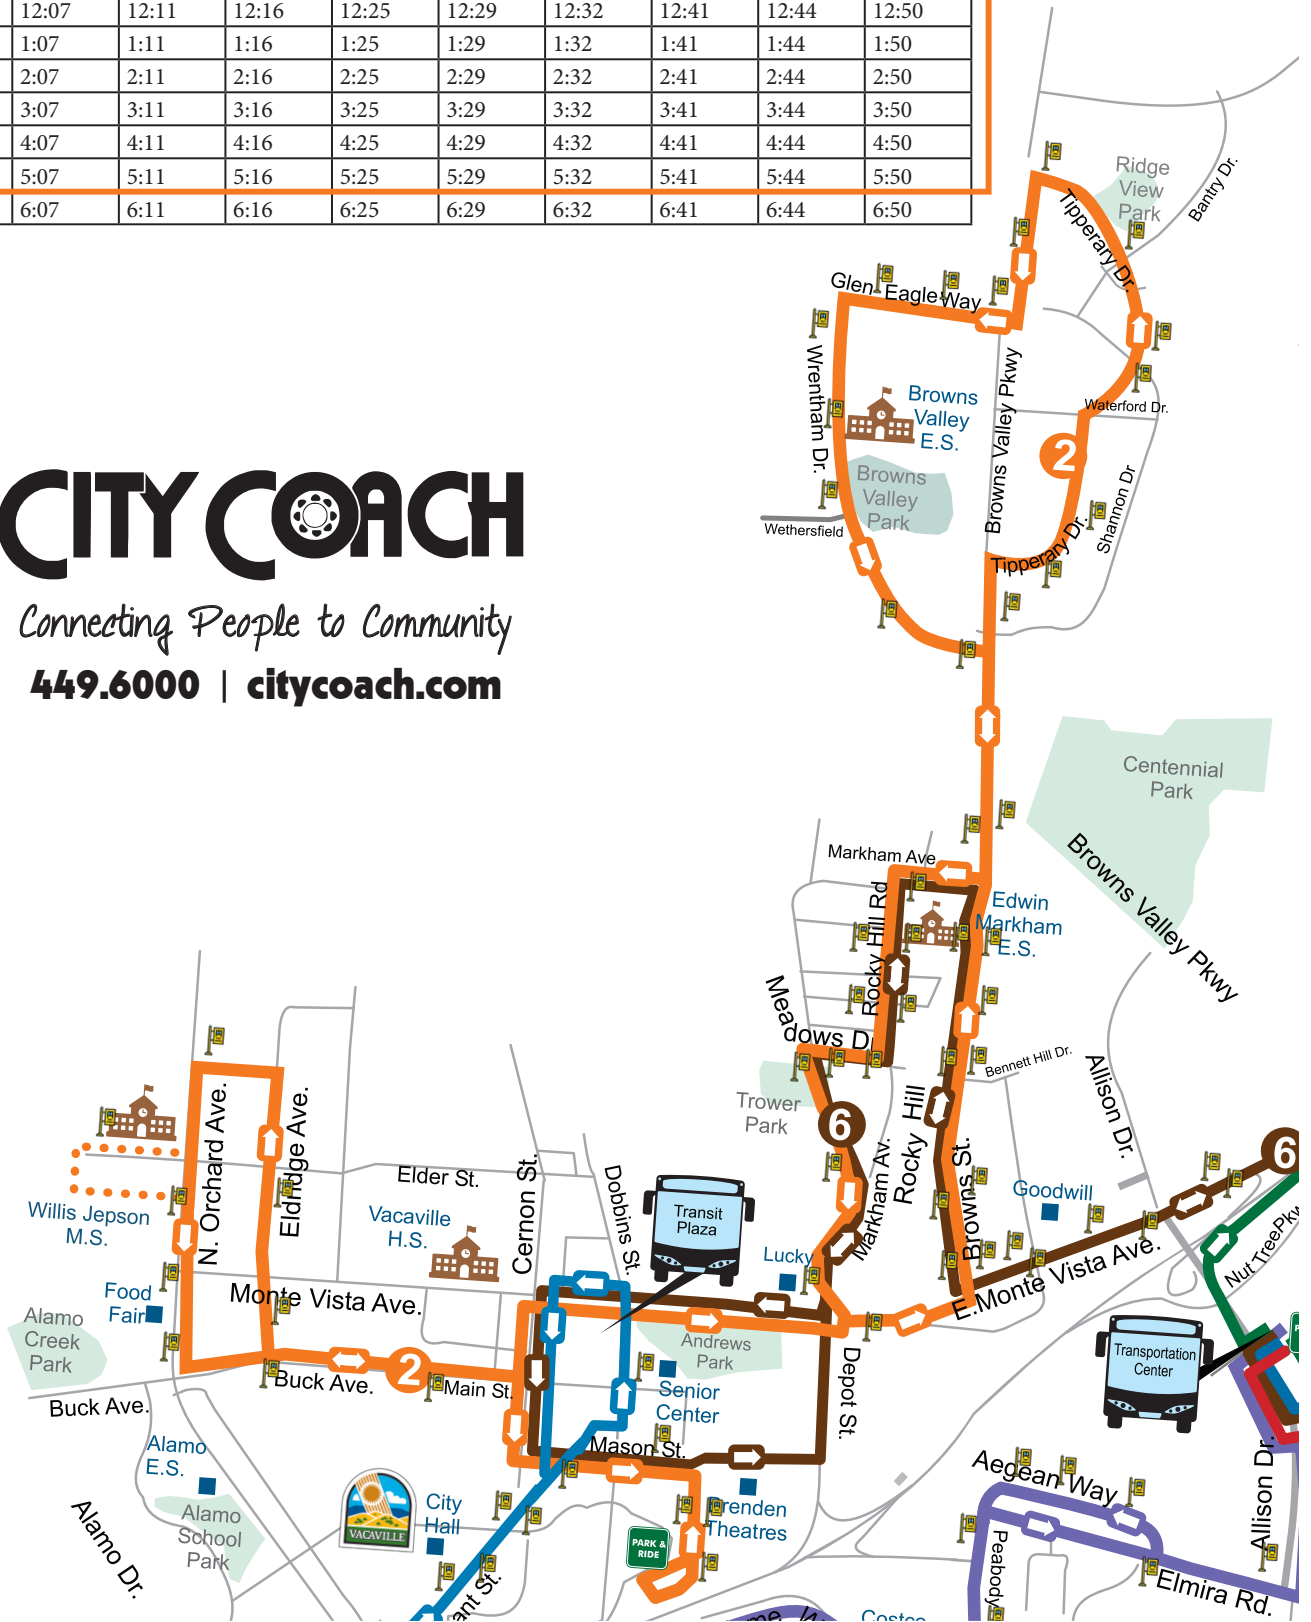 12:07 12:11 12:16 12:25 12:29 12:32 12:41 12:44 12:50
1:07 1:11 1:16 1:25 1:29 1:32 1:41 1:44 1:50
2:07 2:11 2:16 2:25 2:29 2:32 2:41 2:44 2:50
3:07 3:11 3:16 3:25 3:29 3:32 3:41 3:44 3:50
4:07 4:11 4:16 4:25 4:29 4:32 4:41 4:44 4:50
5:07 5:11 5:16 5:25 5:29 5:32 5:41 5:44 5:50
6:07 6:11 6:16 6:25 6:29 6:32 6:41 6:44 6:50
Ridge
View
Park
Bantry Dr.
Tipperary Dr.
Glen Eagle Way
Wrentham Dr.
Browns
Valley
E.S.
Browns Valley Pkwy
Waterford Dr.
2
Browns
Valley
Park
Shannon Dr
Wethersfield
Tipperary Dr.
CITY COACH
Connecting People to Community
449.6000 | citycoach.com
Centennial
Park
Browns Valley Pkwy
Markham Ave
Edwin
Markham
E.S.
Rocky Hill Rd
Meadows Dr
Bennett Hill Dr.
Allison Dr.
Trower
Park
6
Rocky Hill
Markham Av.
Browns St.
6
Goodwill
E.Monte Vista Ave.
Nut TreePkw
N. Orchard Ave.
Eldridge Ave.
Elder St.
Vacaville
H.S.
Cernon St.
Dobbins St.
Transit
Plaza
Lucky
Willis Jepson
M.S.
Food
Fair
Monte Vista Ave.
Alamo
Creek
Park
Andrews
Park
Transportation
Center
P
Buck Ave.
2
Main St.
Senior
Center
Depot St.
Buck Ave.
Alamo
E.S.
Mason St.
Alamo
School
Park
Alamo Dr.
VACAVILLE
City
Hall
Brenden
Theatres
PARK &
RIDE
Aegean Way
Allison Dr.
Peabody
Elmira Rd.
ant St.
me W
Costco